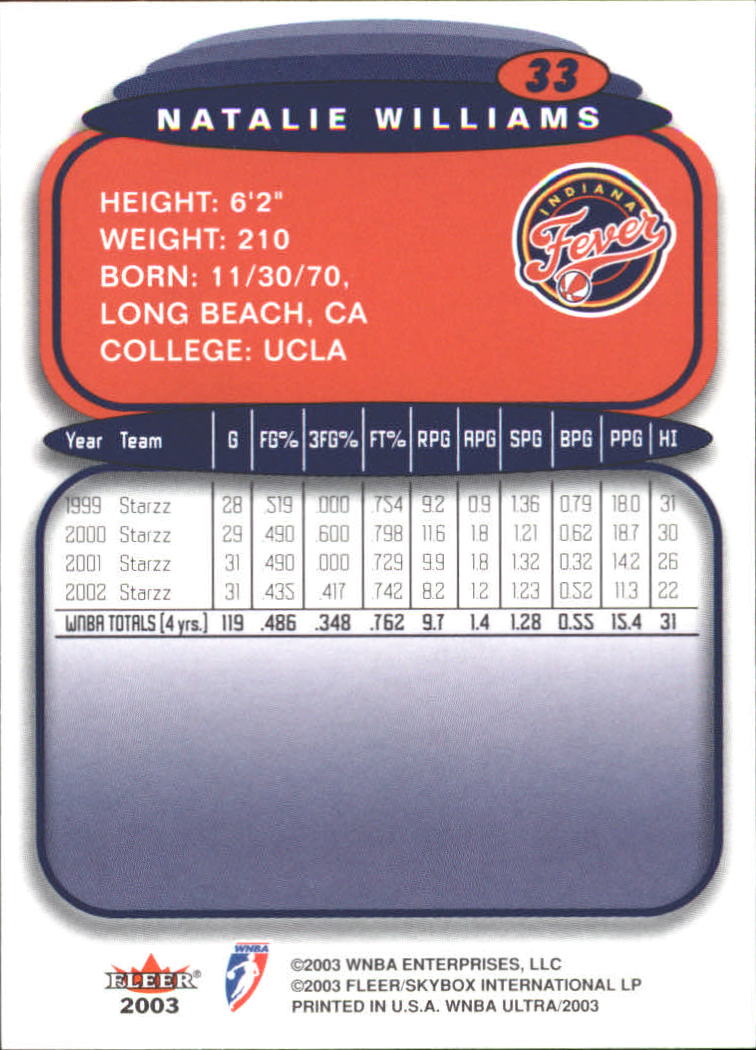 33
NATALIE WILLIAMS
HEIGHT: 6'2"
WEIGHT: 210
BORN: 11/30/70,
LONG BEACH, CA
COLLEGE: UCLA
INDIANA
Fever
Year Team G FG% 3FG% FT% RPG APG SPG BPG PPG HI
1999 Starzz 28 .519 .000 .754 9.2 0.9 1.36 0.79 18.0 31
2000 Starzz 29 .490 .600 .798 11.6 1.8 1.21 0.62 18.7 30
2001 Starzz 31 .490 .000 .729 9.9 1.8 1.32 0.32 14.2 26
2002 Starzz 31 .435 .417 .742 8.2 1.2 1.23 0.52 11.3 22
WNBA TOTALS (4 yrs.) 119 .486 .348 .762 9.7 1.4 1.28 0.55 15.4 31
FLEER®
2003
WNBA
©2003 WNBA ENTERPRISES, LLC
©2003 FLEER/SKYBOX INTERNATIONAL LP
PRINTED IN U.S.A. WNBA ULTRA/2003